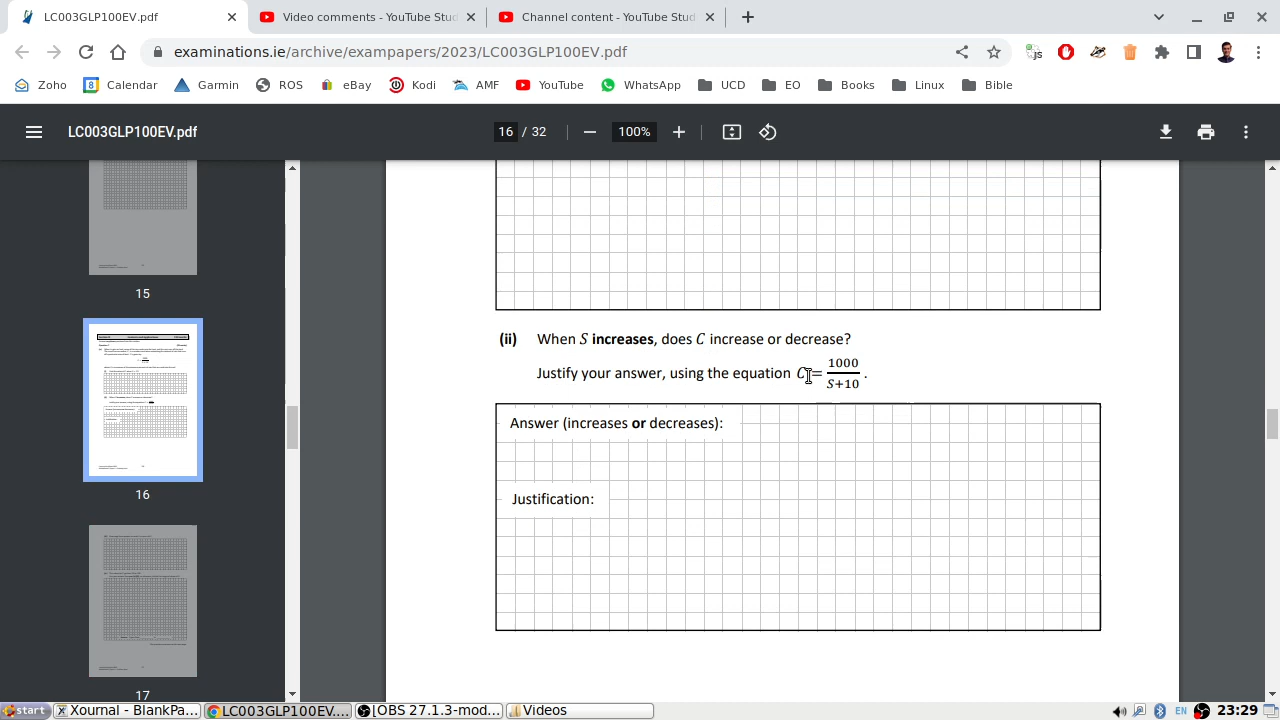 LC003GLP100EV.pdf
Video comments - YouTube Stud
Channel content - YouTube Stud
examinations.ie/archive/exampapers/2023/LC003GLP100EV.pdf
Zoho
Calendar
Garmin
ROS
eBay
Kodi
AMF
YouTube
WhatsApp
UCD
EO
Books
Linux
Bible
LC003GLP100EV.pdf
16 / 32
100%
15
16
17
(ii) When S increases, does C increase or decrease?
Justify your answer, using the equation C = 1000/(S+10) .
Answer (increases or decreases):
Justification:
start
Xournal - BlankPa...
LC003GLP100EV....
[OBS 27.1.3-mod...
Videos
EN
23:29